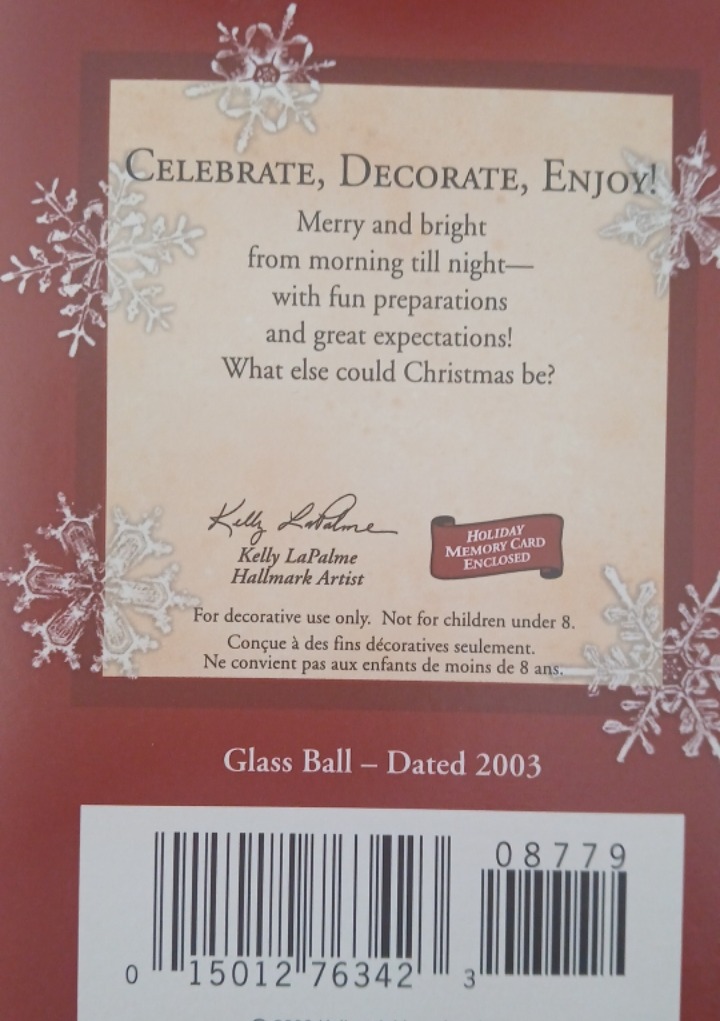 CELEBRATE, DECORATE, ENJOY!
Merry and bright
from morning till night—
with fun preparations
and great expectations!
What else could Christmas be?
Kelly LaPalme
Kelly LaPalme
Hallmark Artist
HOLIDAY
MEMORY CARD
ENCLOSED
For decorative use only. Not for children under 8.
Conçue à des fins décoratives seulement.
Ne convient pas aux enfants de moins de 8 ans.
Glass Ball – Dated 2003
08779
0 15012 76342 3